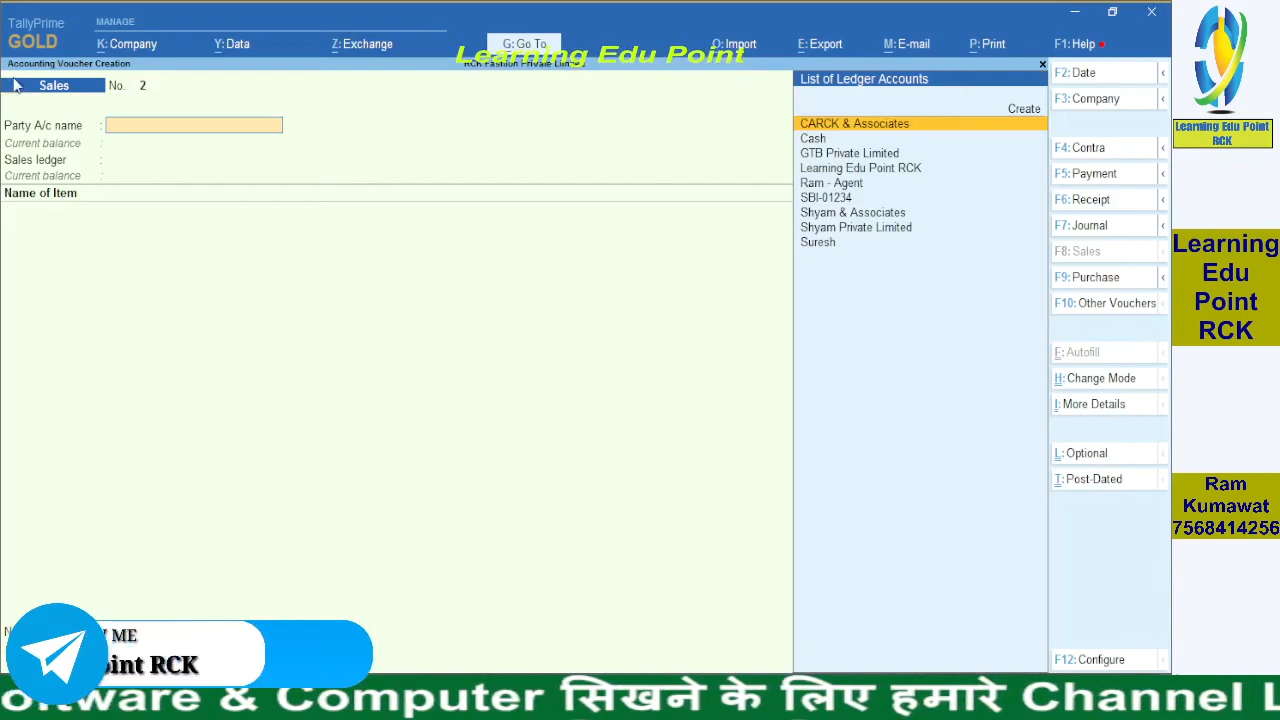 TallyPrime
GOLD
MANAGE
K: Company
Y: Data
Z: Exchange
G: Go To
O: Import
E: Export
M: E-mail
P: Print
F1: Help
Learning Edu Point
Accounting Voucher Creation
RCK Fashion Private
Sales
No. 2
Party A/c name :
Current balance :
Sales ledger :
Current balance :
Name of Item
List of Ledger Accounts
Create
CARCK & Associates
Cash
GTB Private Limited
Learning Edu Point RCK
Ram - Agent
SBI-01234
Shyam & Associates
Shyam Private Limited
Suresh
F2: Date
F3: Company
F4: Contra
F5: Payment
F6: Receipt
F7: Journal
F8: Sales
F9: Purchase
F10: Other Vouchers
E: Autofill
H: Change Mode
I: More Details
L: Optional
T: Post-Dated
F12: Configure
Learning Edu Point
RCK
Learning
Edu
Point
RCK
Ram
Kumawat
7568414256
ME
oint RCK
oftware & Computer सिखने के लिए हमारे Channel L